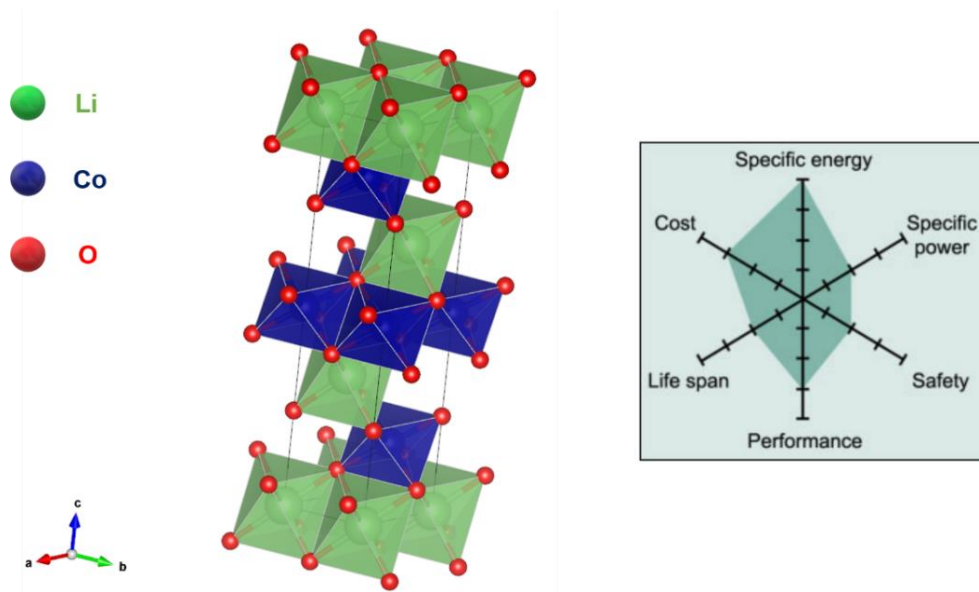 Li
Co
O
c
a
b
Specific energy
Cost
Specific
power
Life span
Safety
Performance